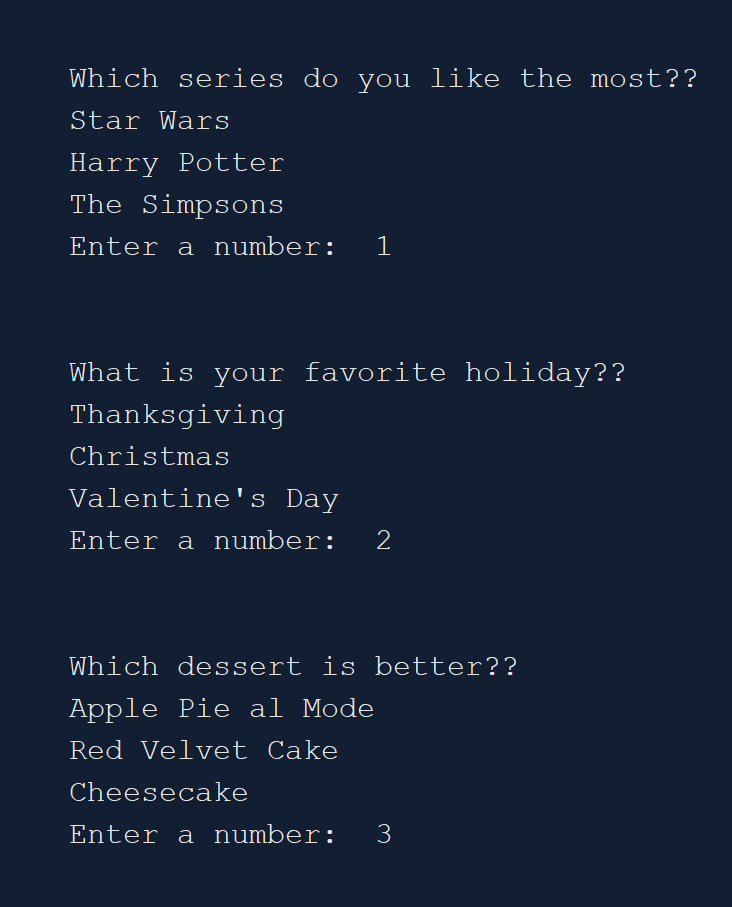 Which series do you like the most??
Star Wars
Harry Potter
The Simpsons
Enter a number:  1
What is your favorite holiday??
Thanksgiving
Christmas
Valentine's Day
Enter a number:  2
Which dessert is better??
Apple Pie al Mode
Red Velvet Cake
Cheesecake
Enter a number:  3